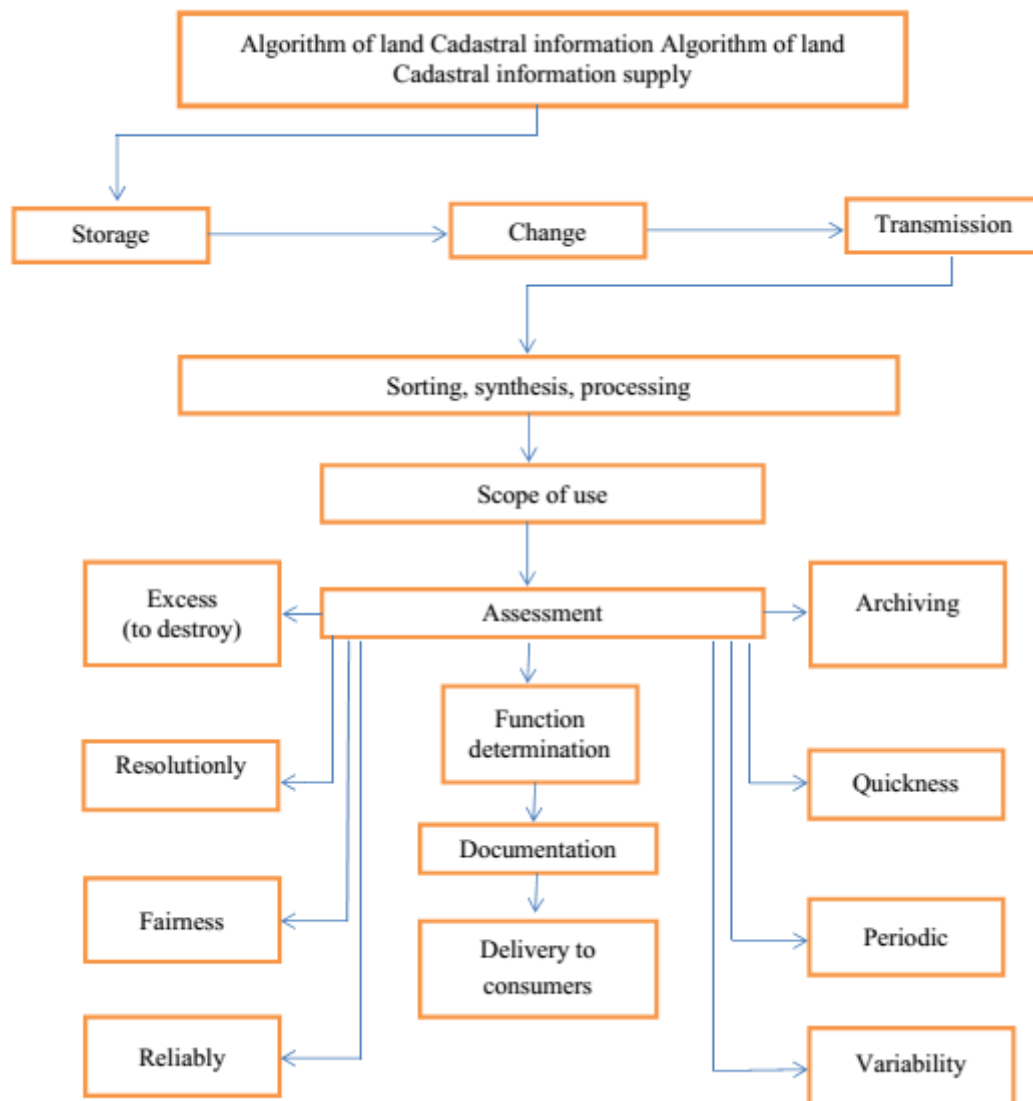 Algorithm of land Cadastral information Algorithm of land
Cadastral information supply
Storage
Change
Transmission
Sorting, synthesis, processing
Scope of use
Excess
(to destroy)
Assessment
Archiving
Function
determination
Resolutionly
Quickness
Documentation
Fairness
Periodic
Delivery to
consumers
Reliably
Variability